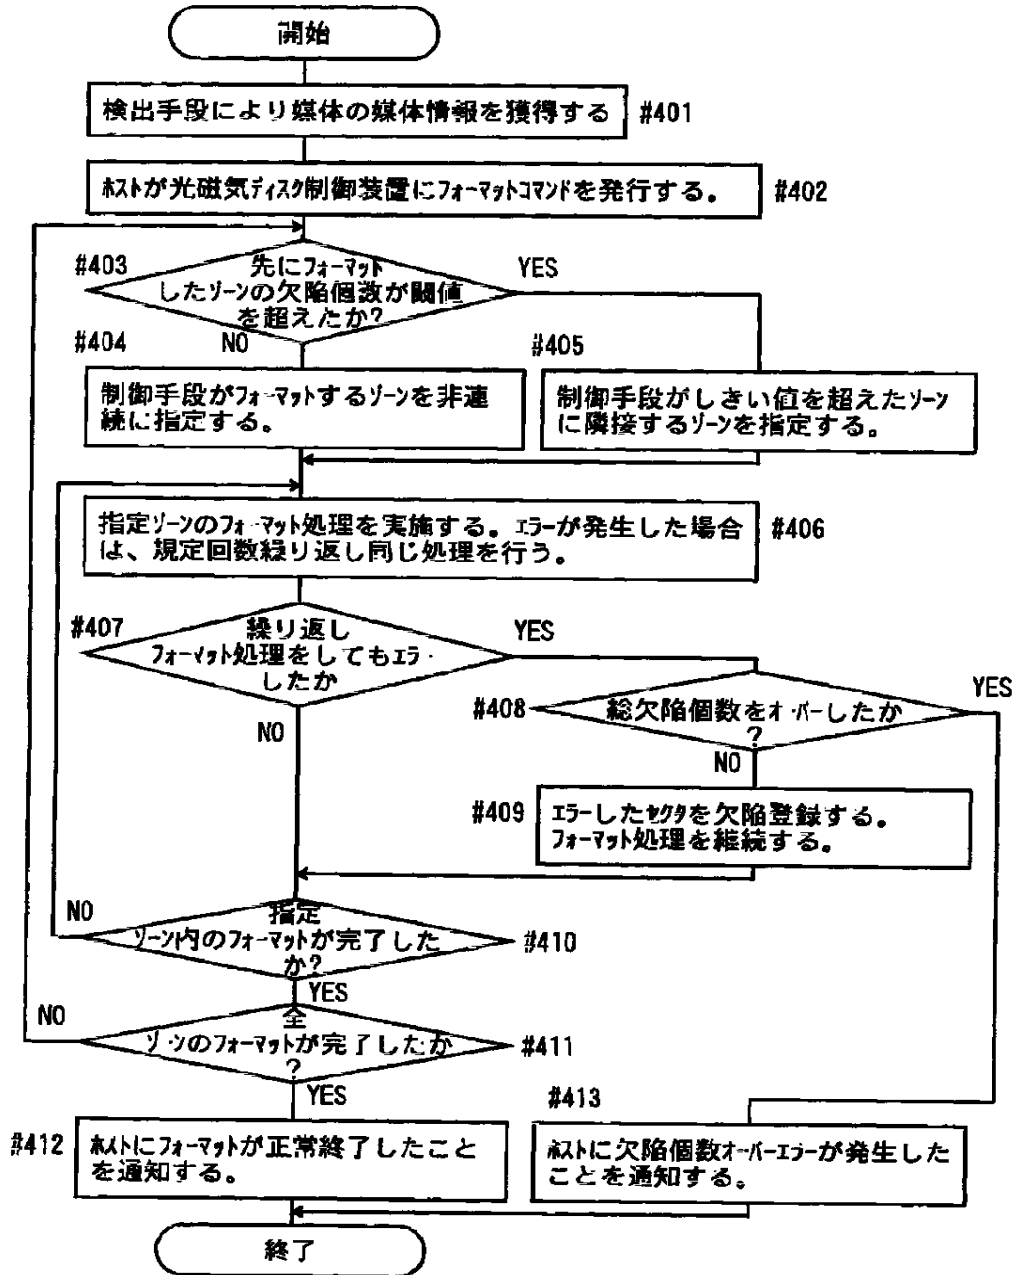 開始
検出手段により媒体の媒体情報を獲得する
#401
ホストが光磁気ディスク制御装置にフォーマットコマンドを発行する。
#402
#403
先にフォーマット
したゾーンの欠陥個数が閾値
を超えたか?
YES
NO
#404
制御手段がフォーマットするゾーンを非連
続に指定する。
#405
制御手段がしきい値を超えたゾーン
に隣接するゾーンを指定する。
指定ゾーンのフォーマット処理を実施する。エラーが発生した場合
は、規定回数繰り返し同じ処理を行う。
#406
#407
繰り返し
フォーマット処理をしてもエラー
したか
YES
NO
#408
総欠陥個数をオーバーしたか
?
YES
NO
#409
エラーしたセクタを欠陥登録する。
フォーマット処理を継続する。
NO
指定
ゾーン内のフォーマットが完了した
か?
#410
YES
NO
全
ゾーンのフォーマットが完了したか
?
#411
YES
#412
ホストにフォーマットが正常終了したこと
を通知する。
#413
ホストに欠陥個数オーバーエラーが発生した
ことを通知する。
終了